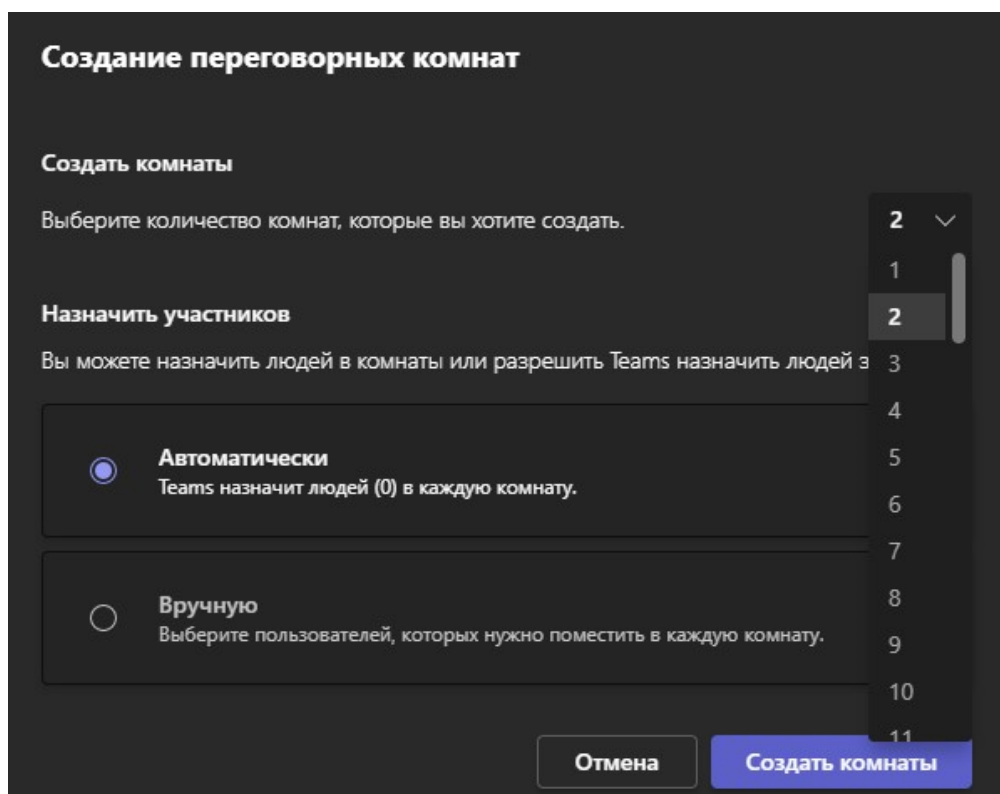 Создание переговорных комнат
Создать комнаты
Выберите количество комнат, которые вы хотите создать.
2
1
2
3
4
5
6
7
8
9
10
11
Назначить участников
Вы можете назначить людей в комнаты или разрешить Teams назначить людей з
Автоматически
Teams назначит людей (0) в каждую комнату.
Вручную
Выберите пользователей, которых нужно поместить в каждую комнату.
Отмена
Создать комнаты